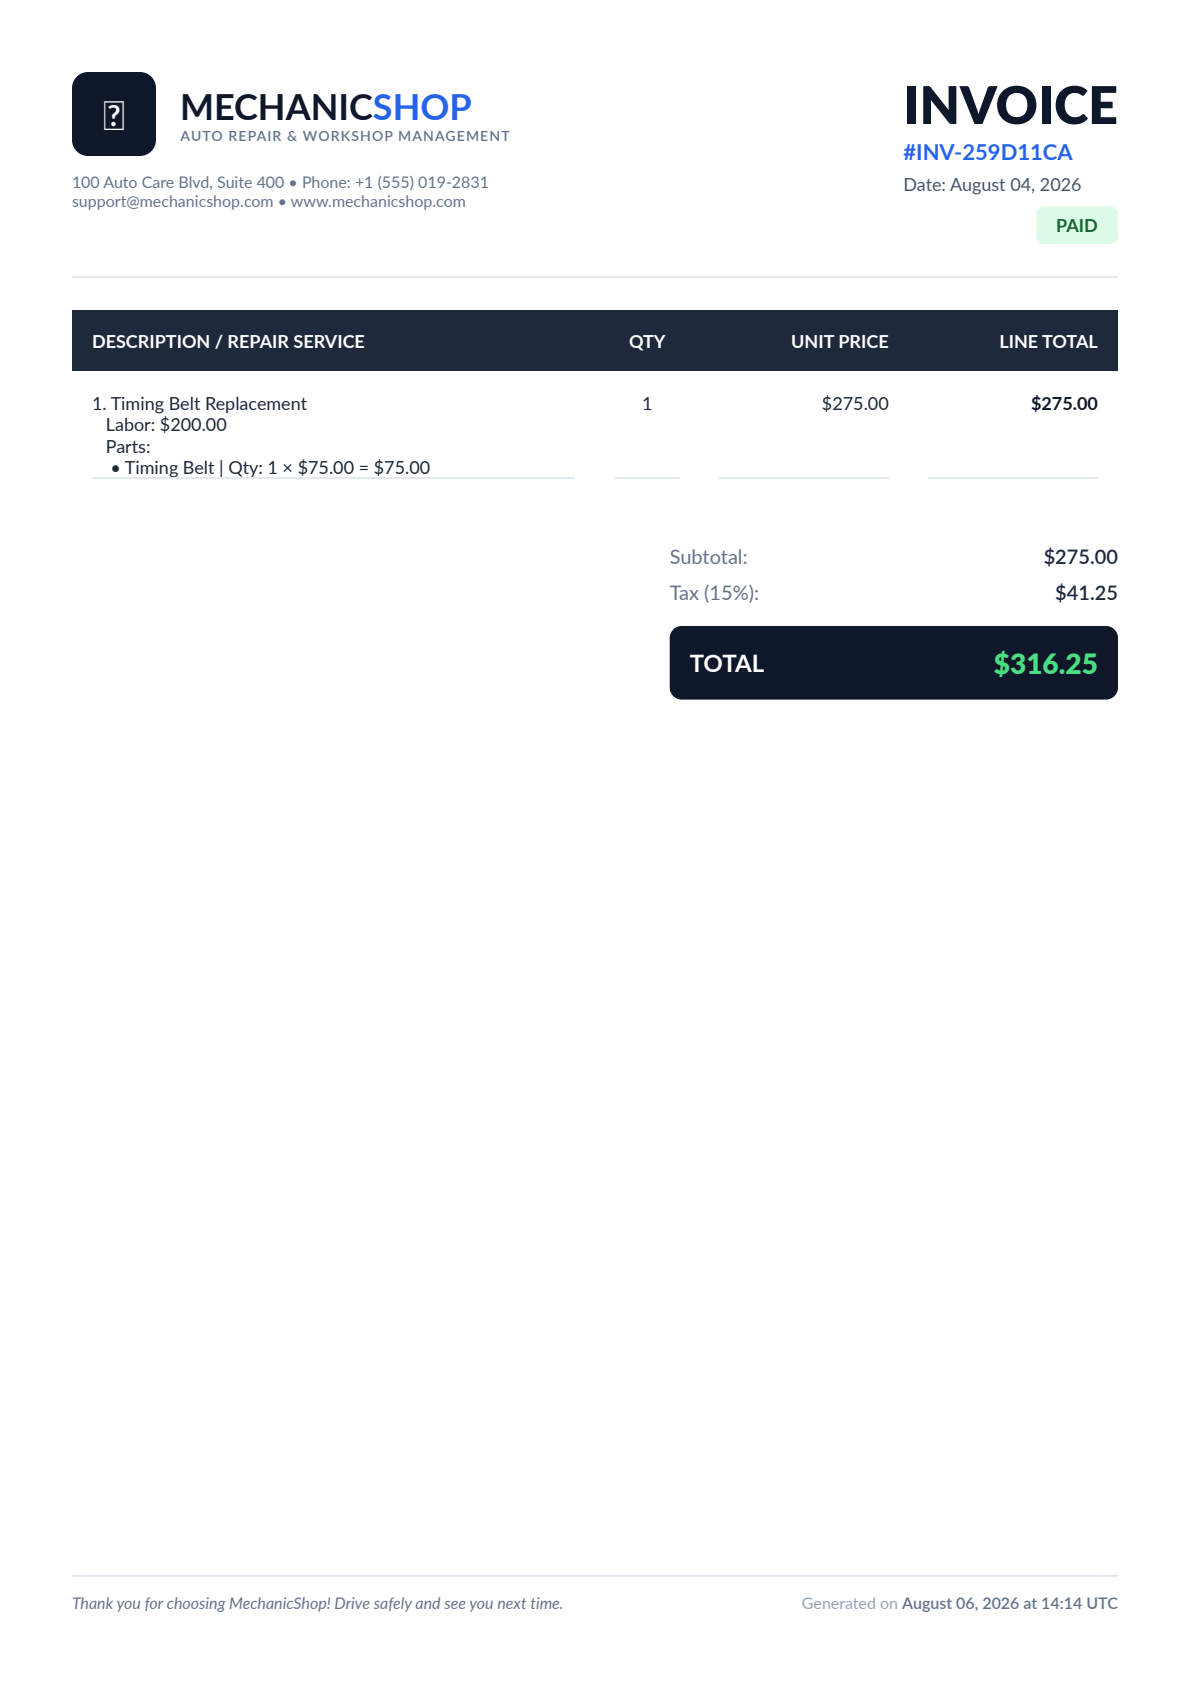 MECHANICSHOP
AUTO REPAIR & WORKSHOP MANAGEMENT
100 Auto Care Blvd, Suite 400 • Phone: +1 (555) 019-2831
support@mechanicshop.com • www.mechanicshop.com
INVOICE
#INV-259D11CA
Date: August 04, 2026
PAID
DESCRIPTION / REPAIR SERVICE QTY UNIT PRICE LINE TOTAL
1. Timing Belt Replacement 1 $275.00 $275.00
Labor: $200.00
Parts:
• Timing Belt | Qty: 1 × $75.00 = $75.00
Subtotal: $275.00
Tax (15%): $41.25
TOTAL $316.25
Thank you for choosing MechanicShop! Drive safely and see you next time. Generated on August 06, 2026 at 14:14 UTC